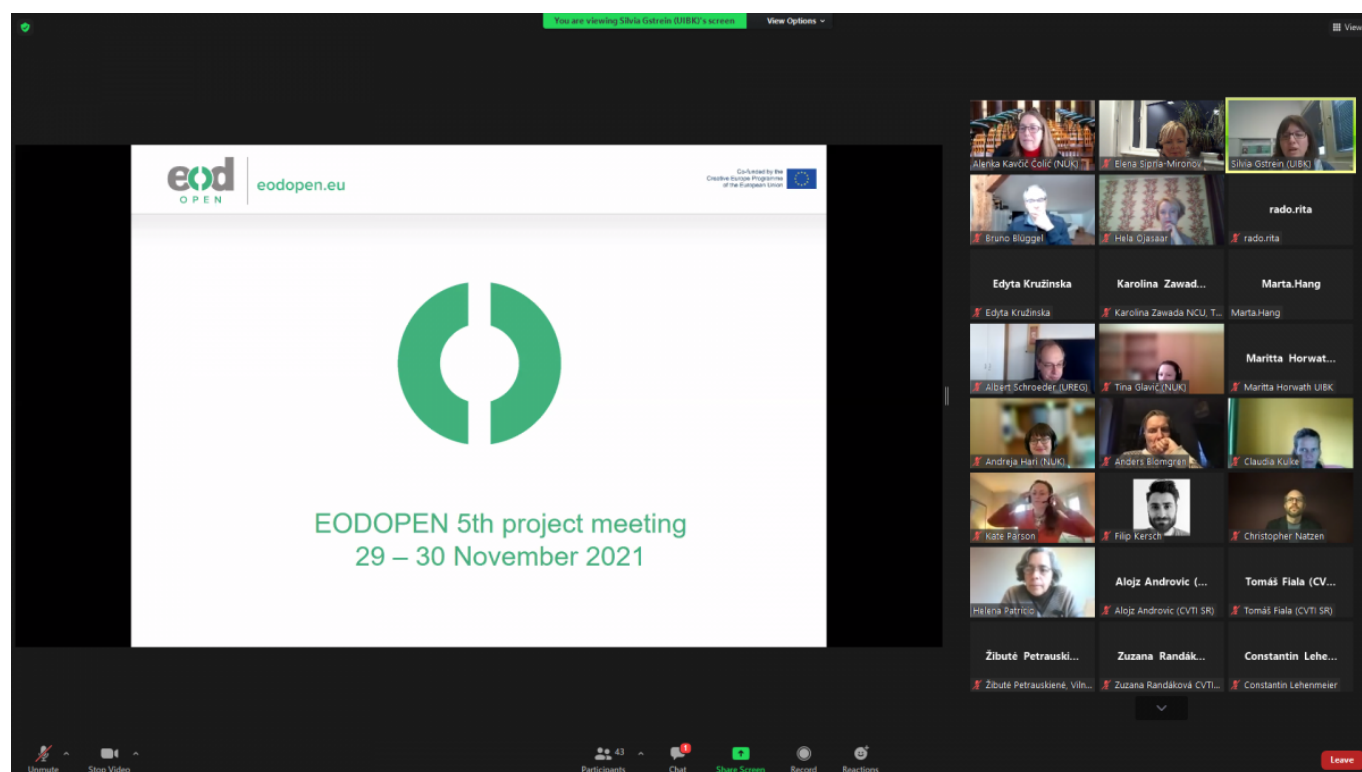 You are viewing Silvia Gstrein (UIBK)'s screen View Options
View
eod
OPEN
eodopen.eu
Co-funded by the
Creative Europe Programme
of the European Union
EODOPEN 5th project meeting
29 – 30 November 2021
Alenka Kavčič Čolić (NUK)
Elena Sipria-Mironov
Silvia Gstrein (UIBK)
Bruno Blüggel
Hela Ojasaar
rado.rita
rado.rita
Edyta Kružinska
Karolina Zawad...
Marta.Hang
Edyta Kružinska
Karolina Zawada NCU, T...
Marta.Hang
Albert Schroeder (UREG)
Tina Glavič (NUK)
Maritta Horwat...
Maritta Horwath UIBK
Andreja Hari (NUK)
Anders Blomgren
Claudia Kulke
Kate Parson
Filip Kersch
Christopher Natzen
Helena Patrício
Alojz Androvic (...
Tomáš Fiala (CV...
Alojz Androvic (CVTI SR)
Tomáš Fiala (CVTI SR)
Žibutė Petrauski...
Zuzana Randák...
Constantin Lehe...
Žibutė Petrauskienė, Viln...
Zuzana Randáková CVTI...
Constantin Lehenmeier
43
1
Unmute
Stop Video
Participants
Chat
Share Screen
Record
Reactions
Leave